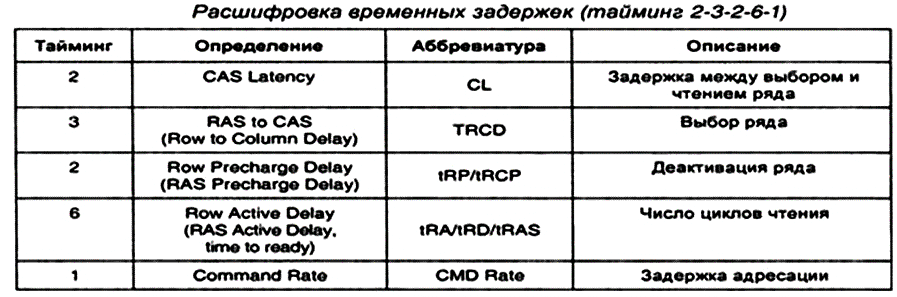 Расшифровка временных задержек (тайминг 2-3-2-6-1)
Тайминг Определение Аббревиатура Описание
2 CAS Latency CL Задержка между выбором и
чтением ряда
3 RAS to CAS TRCD Выбор ряда
(Row to Column Delay)
2 Row Precharge Delay tRP/tRCP Деактивация ряда
(RAS Precharge Delay)
6 Row Active Delay tRA/tRD/tRAS Число циклов чтения
(RAS Active Delay,
time to ready)
1 Command Rate CMD Rate Задержка адресации